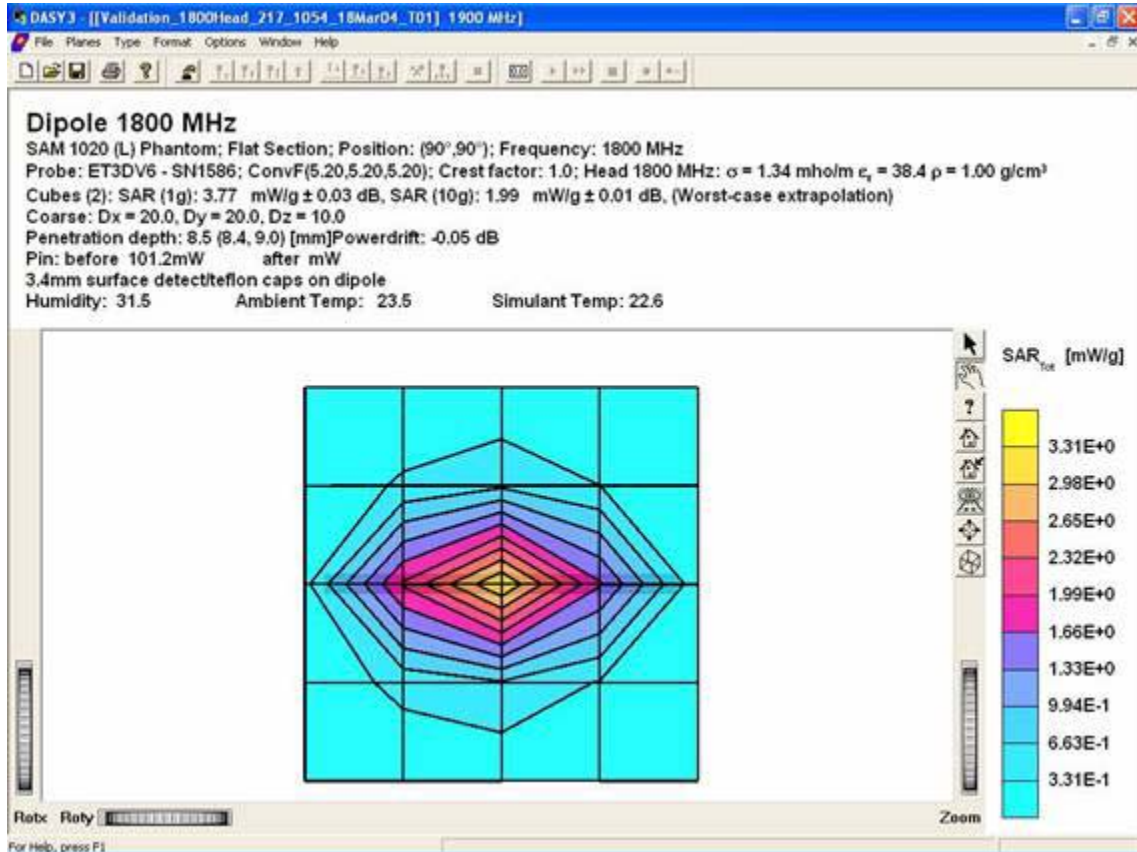 DASY3 - [[Validation_1800Head_217_1054_18Mar04_T01] 1900 MHz]
File Planes Type Format Options Window Help
Dipole 1800 MHz
SAM 1020 (L) Phantom; Flat Section; Position: (90°,90°); Frequency: 1800 MHz
Probe: ET3DV6 - SN1586; ConvF(5.20,5.20,5.20); Crest factor: 1.0; Head 1800 MHz: σ = 1.34 mho/m εr = 38.4 ρ = 1.00 g/cm³
Cubes (2): SAR (1g): 3.77 mW/g ± 0.03 dB, SAR (10g): 1.99 mW/g ± 0.01 dB, (Worst-case extrapolation)
Coarse: Dx = 20.0, Dy = 20.0, Dz = 10.0
Penetration depth: 8.5 (8.4, 9.0) [mm]Powerdrift: -0.05 dB
Pin: before 101.2mW after mW
3.4mm surface detect/teflon caps on dipole
Humidity: 31.5 Ambient Temp: 23.5 Simulant Temp: 22.6
SAR Tot [mW/g]
3.31E+0
2.98E+0
2.65E+0
2.32E+0
1.99E+0
1.66E+0
1.33E+0
9.94E-1
6.63E-1
3.31E-1
Rotx Roty Zoom
For Help, press F1